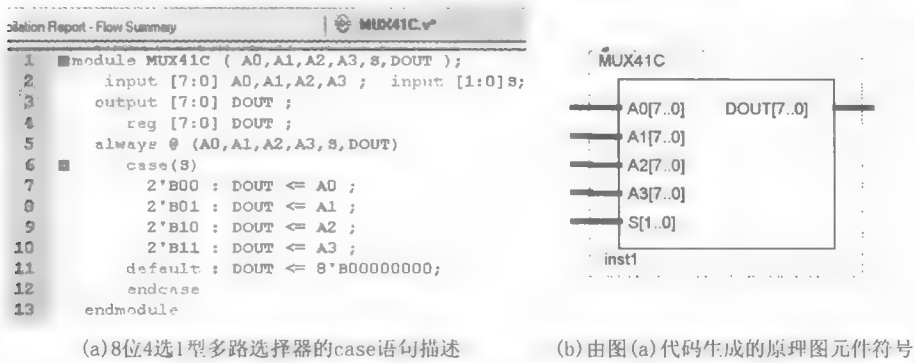 pilation Report - Flow Summary
MUX41C.v*
1 module MUX41C ( A0,A1,A2,A3,S,DOUT );
2 input [7:0] A0,A1,A2,A3 ; input [1:0]S;
3 output [7:0] DOUT ;
4 reg [7:0] DOUT ;
5 always @ (A0,A1,A2,A3,S,DOUT)
6 case(S)
7 2'B00 : DOUT <= A0 ;
8 2'B01 : DOUT <= A1 ;
9 2'B10 : DOUT <= A2 ;
10 2'B11 : DOUT <= A3 ;
11 default : DOUT <= 8'B00000000;
12 endcase
13 endmodule
(a)8位4选1型多路选择器的case语句描述
MUX41C
A0[7..0] DOUT[7..0]
A1[7..0]
A2[7..0]
A3[7..0]
S[1..0]
inst1
(b)由图(a)代码生成的原理图元件符号